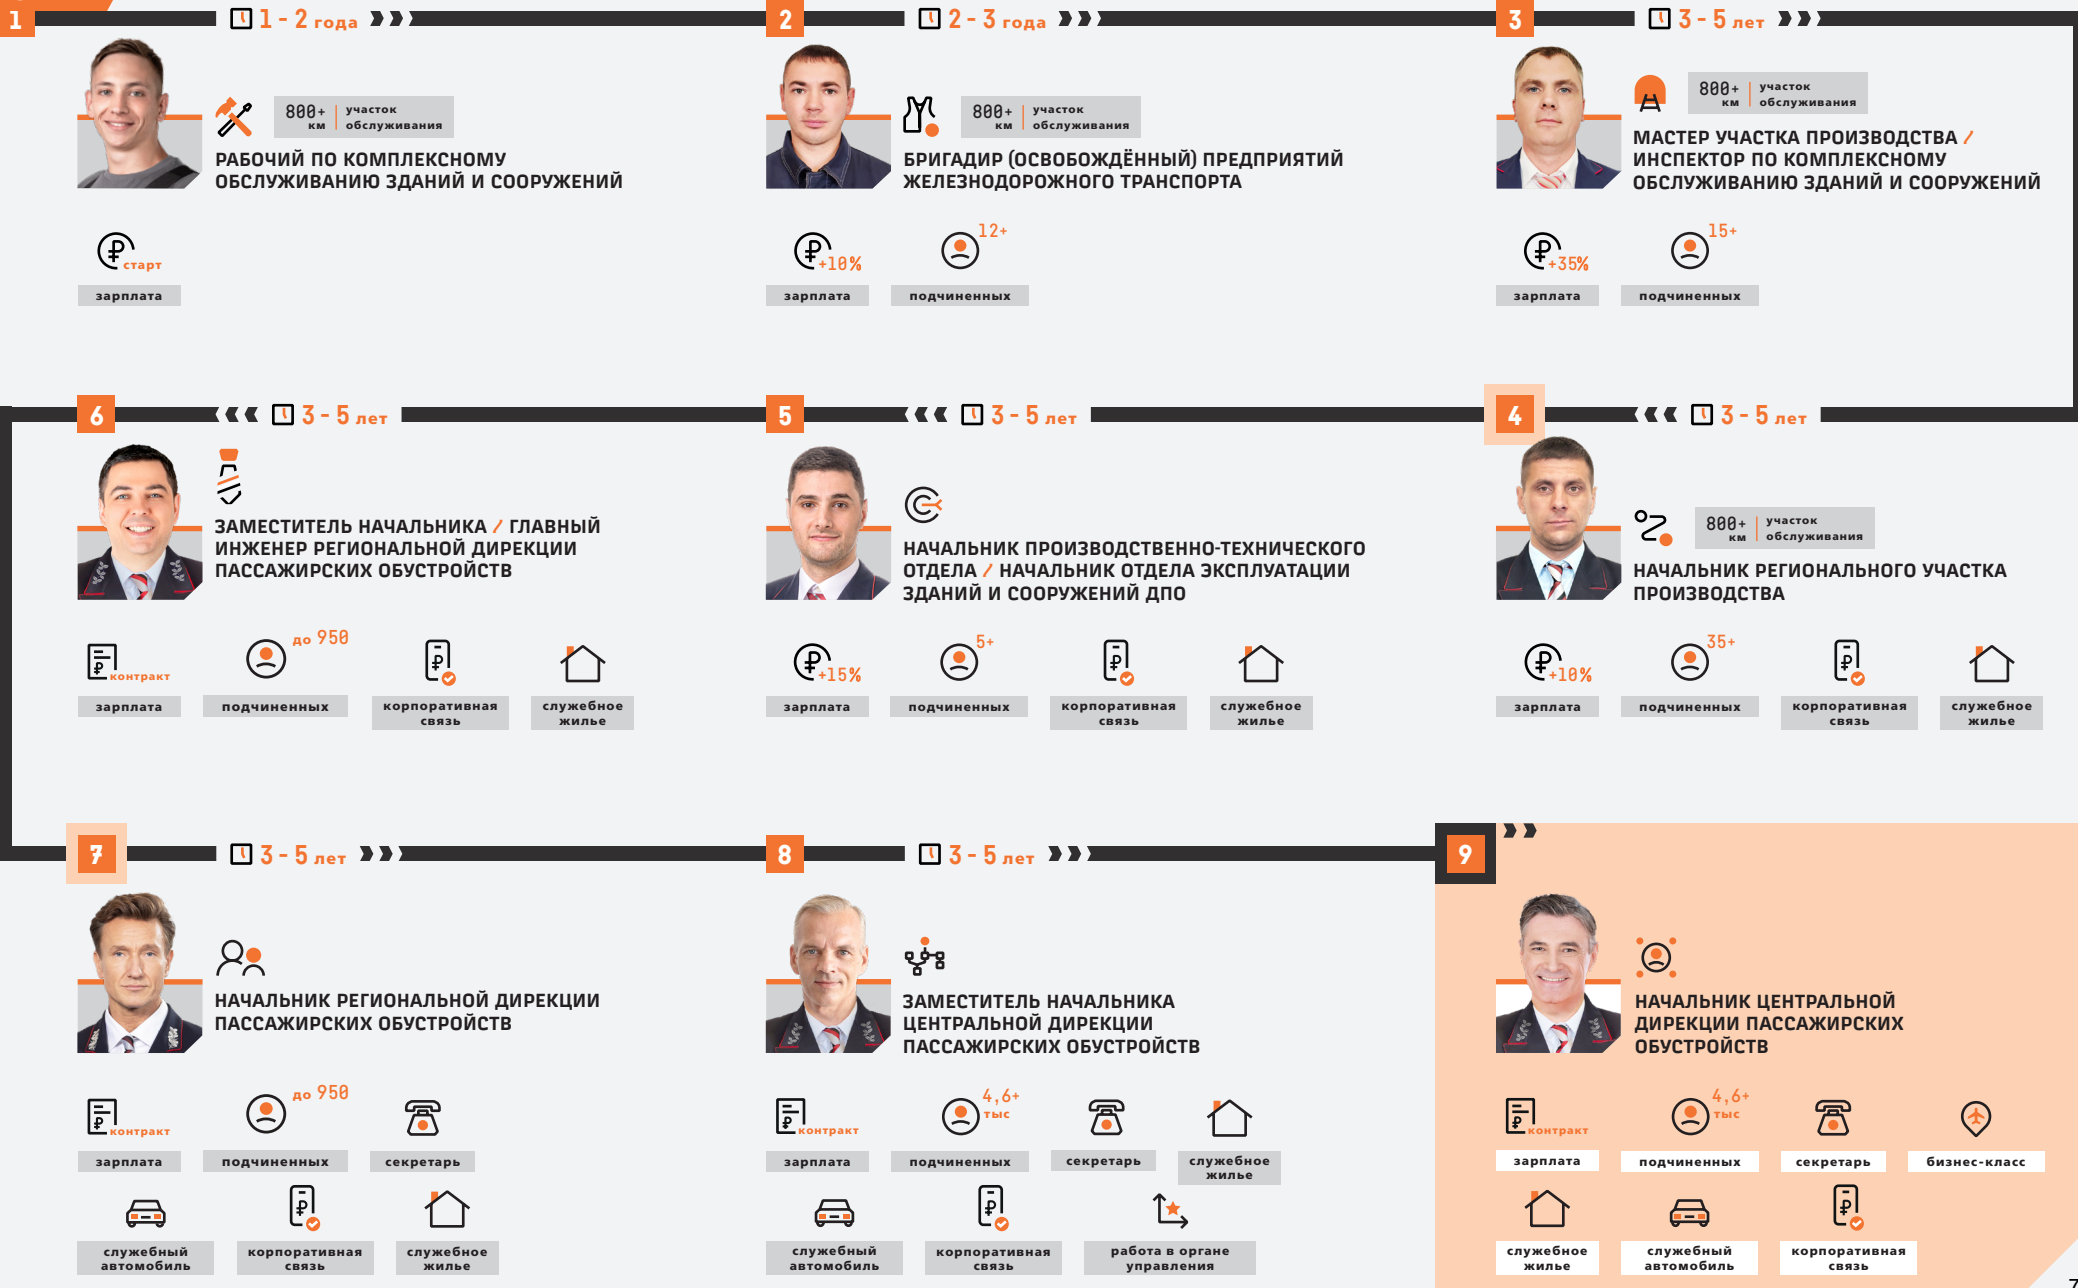 1
1 - 2 года
РАБОЧИЙ ПО КОМПЛЕКСНОМУ
ОБСЛУЖИВАНИЮ ЗДАНИЙ И СООРУЖЕНИЙ
800+ км
участок
обслуживания
старт
зарплата
2
2 - 3 года
800+ км
участок
обслуживания
БРИГАДИР (ОСВОБОЖДЁННЫЙ) ПРЕДПРИЯТИЙ
ЖЕЛЕЗНОДОРОЖНОГО ТРАНСПОРТА
+10%
зарплата
12+
подчиненных
3
3 - 5 лет
800+ км
участок
обслуживания
МАСТЕР УЧАСТКА ПРОИЗВОДСТВА /
ИНСПЕКТОР ПО КОМПЛЕКСНОМУ
ОБСЛУЖИВАНИЮ ЗДАНИЙ И СООРУЖЕНИЙ
+35%
зарплата
15+
подчиненных
6
3 - 5 лет
ЗАМЕСТИТЕЛЬ НАЧАЛЬНИКА / ГЛАВНЫЙ
ИНЖЕНЕР РЕГИОНАЛЬНОЙ ДИРЕКЦИИ
ПАССАЖИРСКИХ ОБУСТРОЙСТВ
контракт
зарплата
до 950
подчиненных
корпоративная
связь
служебное
жилье
5
3 - 5 лет
НАЧАЛЬНИК ПРОИЗВОДСТВЕННО-ТЕХНИЧЕСКОГО
ОТДЕЛА / НАЧАЛЬНИК ОТДЕЛА ЭКСПЛУАТАЦИИ
ЗДАНИЙ И СООРУЖЕНИЙ ДПО
+15%
зарплата
5+
подчиненных
корпоративная
связь
служебное
жилье
4
3 - 5 лет
800+ км
участок
обслуживания
НАЧАЛЬНИК РЕГИОНАЛЬНОГО УЧАСТКА
ПРОИЗВОДСТВА
+10%
зарплата
35+
подчиненных
корпоративная
связь
служебное
жилье
7
3 - 5 лет
НАЧАЛЬНИК РЕГИОНАЛЬНОЙ ДИРЕКЦИИ
ПАССАЖИРСКИХ ОБУСТРОЙСТВ
контракт
зарплата
до 950
подчиненных
секретарь
служебный
автомобиль
корпоративная
связь
служебное
жилье
8
3 - 5 лет
ЗАМЕСТИТЕЛЬ НАЧАЛЬНИКА
ЦЕНТРАЛЬНОЙ ДИРЕКЦИИ
ПАССАЖИРСКИХ ОБУСТРОЙСТВ
контракт
зарплата
4,6+
тыс
подчиненных
секретарь
служебное
жилье
служебный
автомобиль
корпоративная
связь
работа в органе
управления
9
НАЧАЛЬНИК ЦЕНТРАЛЬНОЙ
ДИРЕКЦИИ ПАССАЖИРСКИХ
ОБУСТРОЙСТВ
контракт
зарплата
4,6+
тыс
подчиненных
секретарь
бизнес-класс
служебное
жилье
служебный
автомобиль
корпоративная
связь
7